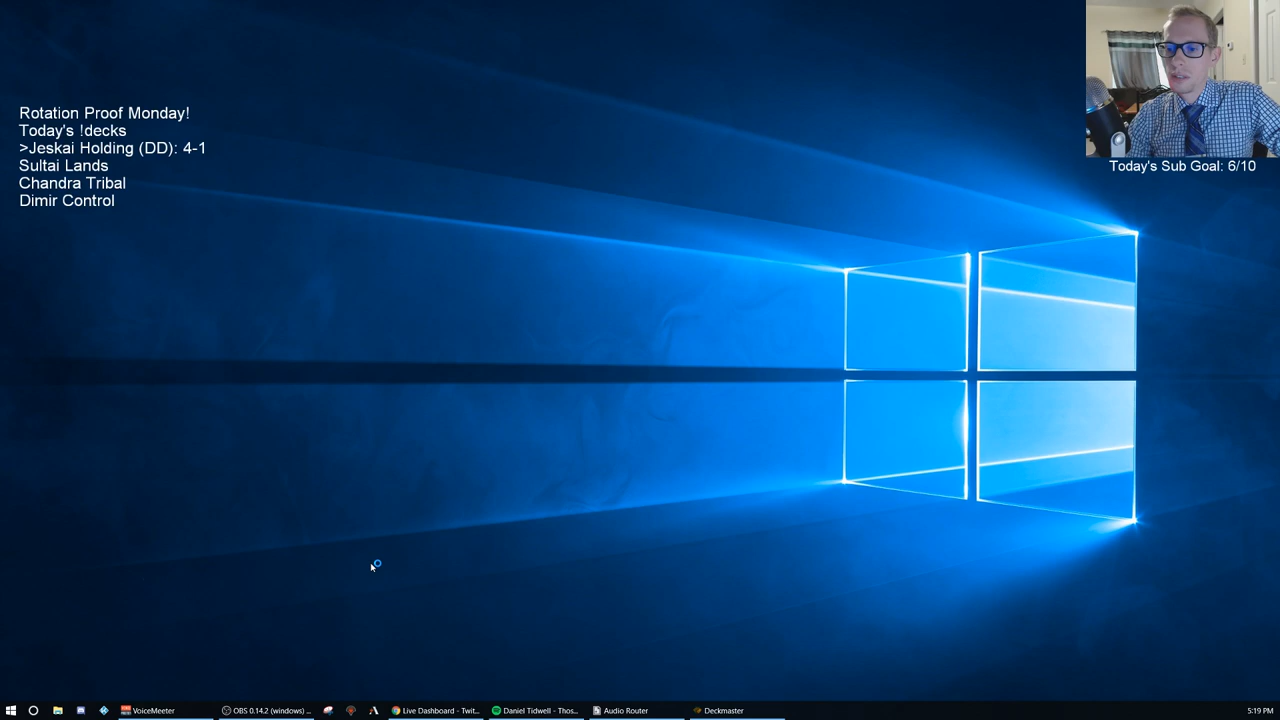 Rotation Proof Monday!
Today's !decks
>Jeskai Holding (DD): 4-1
Sultai Lands
Chandra Tribal
Dimir Control
Today's Sub Goal: 6/10
VoiceMeeter
OBS 0.14.2 (windows) ...
Live Dashboard - Twit...
Daniel Tidwell - Thos...
Audio Router
Deckmaster
5:19 PM